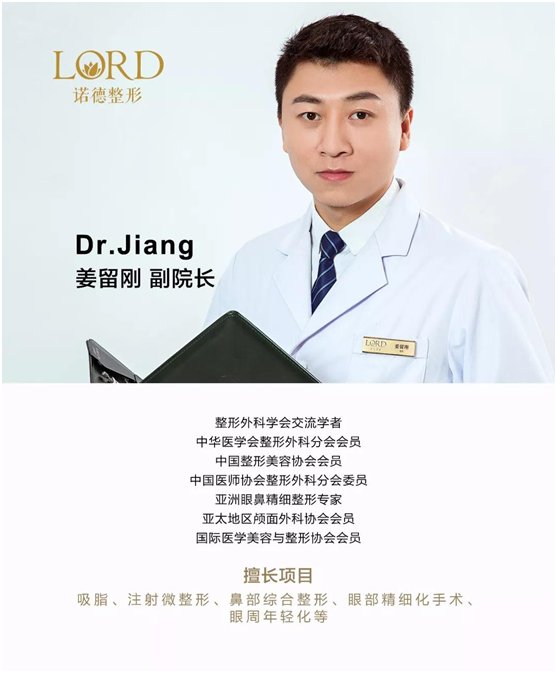 LORD
诺德整形
Dr.Jiang
姜留刚 副院长
LORD
姜留刚
整形外科学会交流学者
中华医学会整形外科分会会员
中国整形美容协会会员
中国医师协会整形外科分会委员
亚洲眼鼻精细整形专家
亚太地区颅面外科协会会员
国际医学美容与整形协会会员
擅长项目
吸脂、注射微整形、鼻部综合整形、眼部精细化手术、
眼周年轻化等